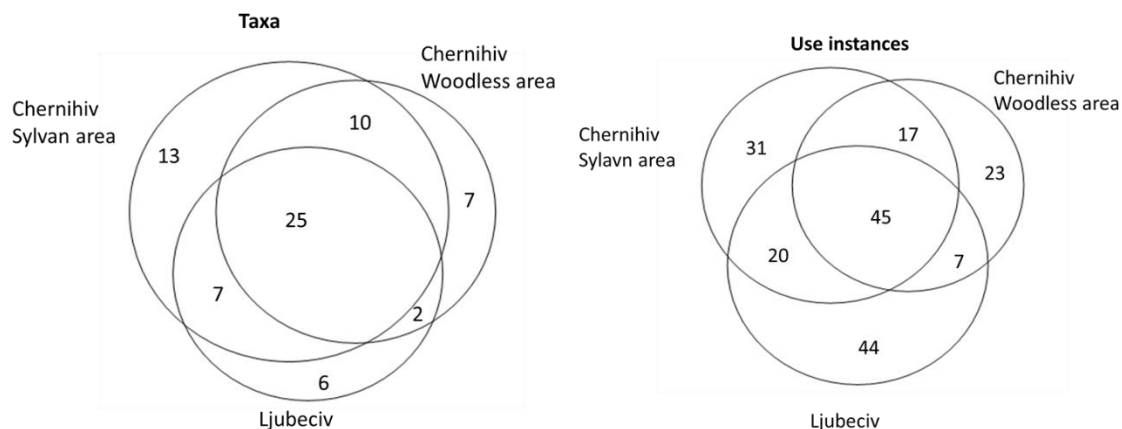 Taxa
Chernihiv
Woodless area
Chernihiv
Sylvan area
10
13
7
25
7
2
6
Ljubeciv
Use instances
Chernihiv
Woodless area
Chernihiv
Sylavn area
17
31
23
45
20
7
44
Ljubeciv